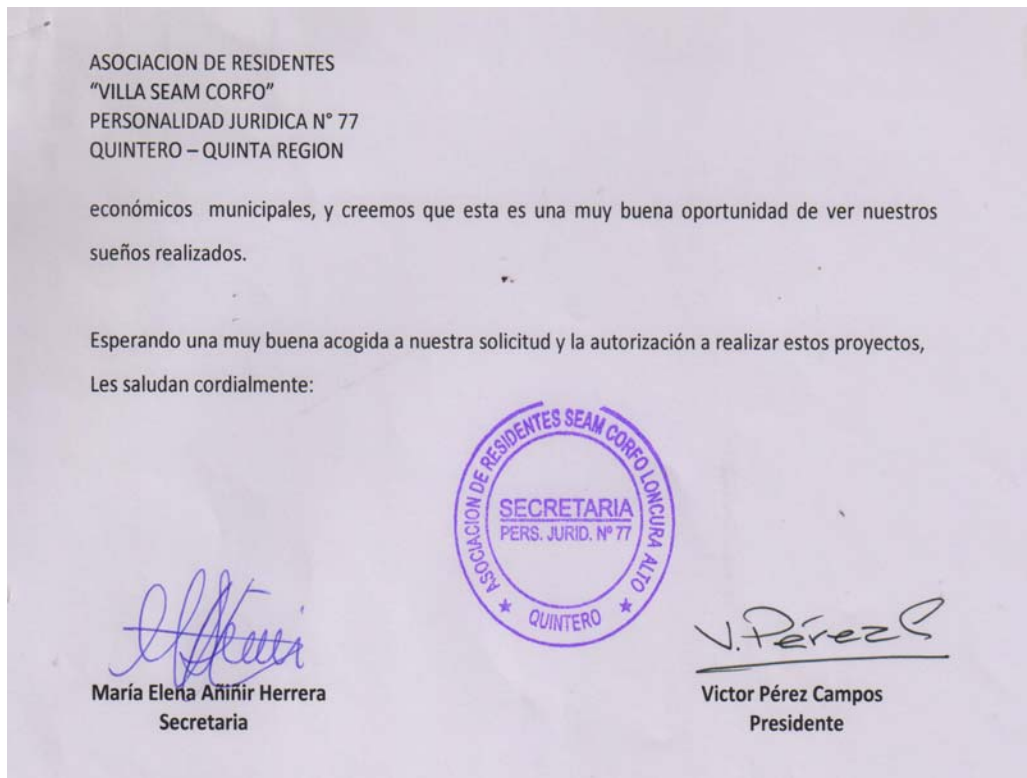 ASOCIACION DE RESIDENTES
"VILLA SEAM CORFO"
PERSONALIDAD JURIDICA N° 77
QUINTERO – QUINTA REGION
económicos municipales, y creemos que esta es una muy buena oportunidad de ver nuestros
sueños realizados.
Esperando una muy buena acogida a nuestra solicitud y la autorización a realizar estos proyectos,
Les saludan cordialmente:
ASOCIACION DE RESIDENTES SEAM CORFO LONCURA ALTO
SECRETARIA
PERS. JURID. N° 77
★ QUINTERO ★
V. Pérez C
María Elena Añiñir Herrera
Secretaria
Victor Pérez Campos
Presidente